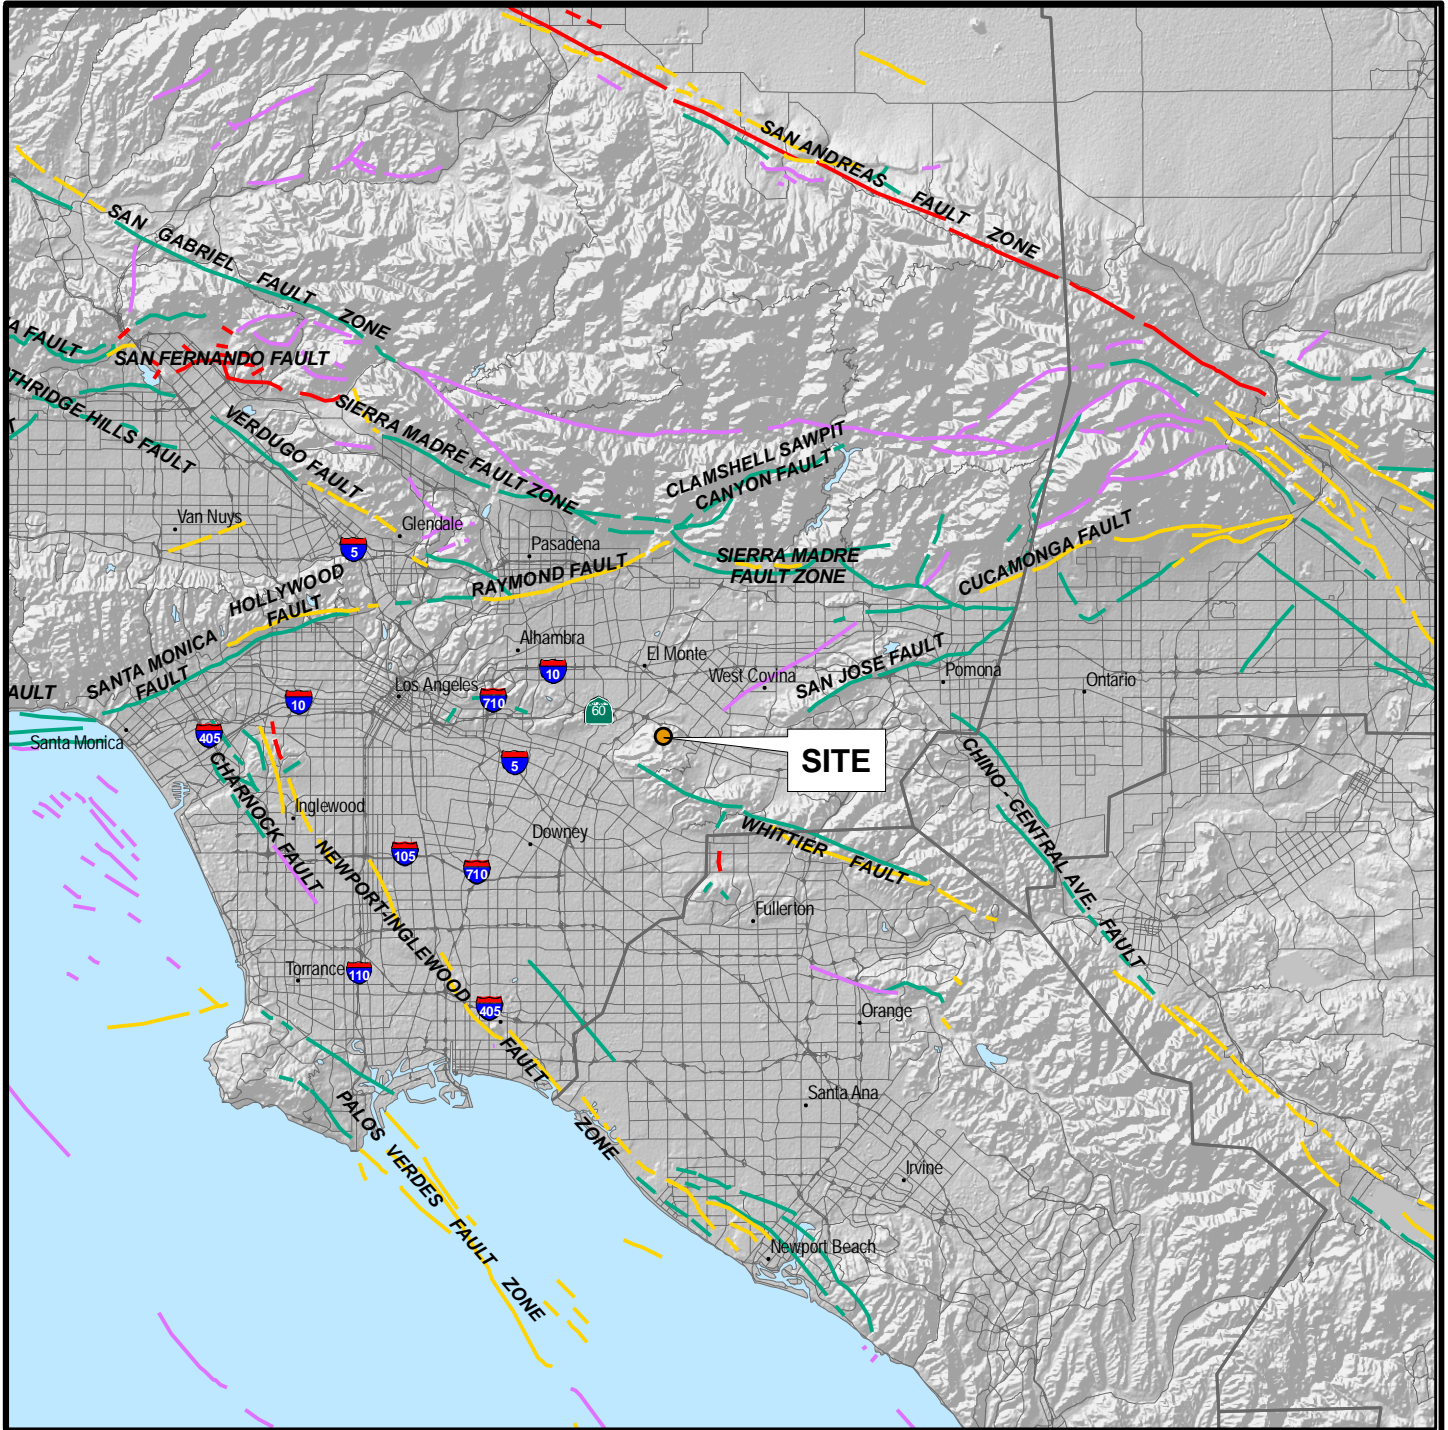 SAN ANDREAS FAULT ZONE
SAN GABRIEL FAULT ZONE
TA FAULT
SAN FERNANDO FAULT
THRIDGE HILLS FAULT
T
VERDUGO FAULT
SIERRA MADRE FAULT ZONE
CLAMSHELL SAWPIT
CANYON FAULT
Van Nuys
Glendale
5
Pasadena
RAYMOND FAULT
SIERRA MADRE
FAULT ZONE
CUCAMONGA FAULT
HOLLYWOOD
FAULT
Alhambra
El Monte
SANTA MONICA
FAULT
AULT
10
West Covina
SAN JOSE FAULT
Pomona
Ontario
Los Angeles
10
710
60
Santa Monica
405
5
SITE
CHARNOCK FAULT
Inglewood
CHINO - CENTRAL AVE. FAULT
Downey
WHITTIER FAULT
105
710
NEWPORT-INGLEWOOD FAULT ZONE
Fullerton
Torrance
110
405
Orange
Santa Ana
PALOS VERDES FAULT ZONE
Irvine
Newport Beach